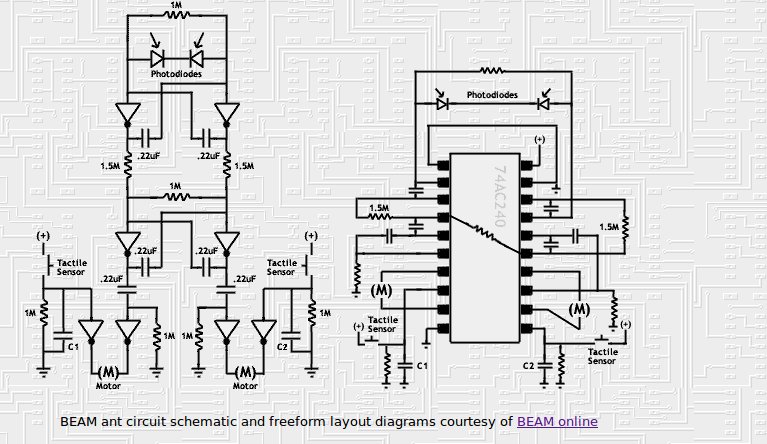 1M
Photodiodes
.22uF
.22uF
1.5M
1.5M
1M
(+)
(+)
Tactile
Sensor
Tactile
Sensor
.22uF
.22uF
.22uF
.22uF
1M
C1
1M
1M
C2
1M
(M)
(M)
Motor
Motor
Photodiodes
(+)
74AC240
1.5M
1.5M
(M)
(M)
Tactile
Sensor
(+)
(+)
Tactile
Sensor
C1
C2
BEAM ant circuit schematic and freeform layout diagrams courtesy of BEAM online